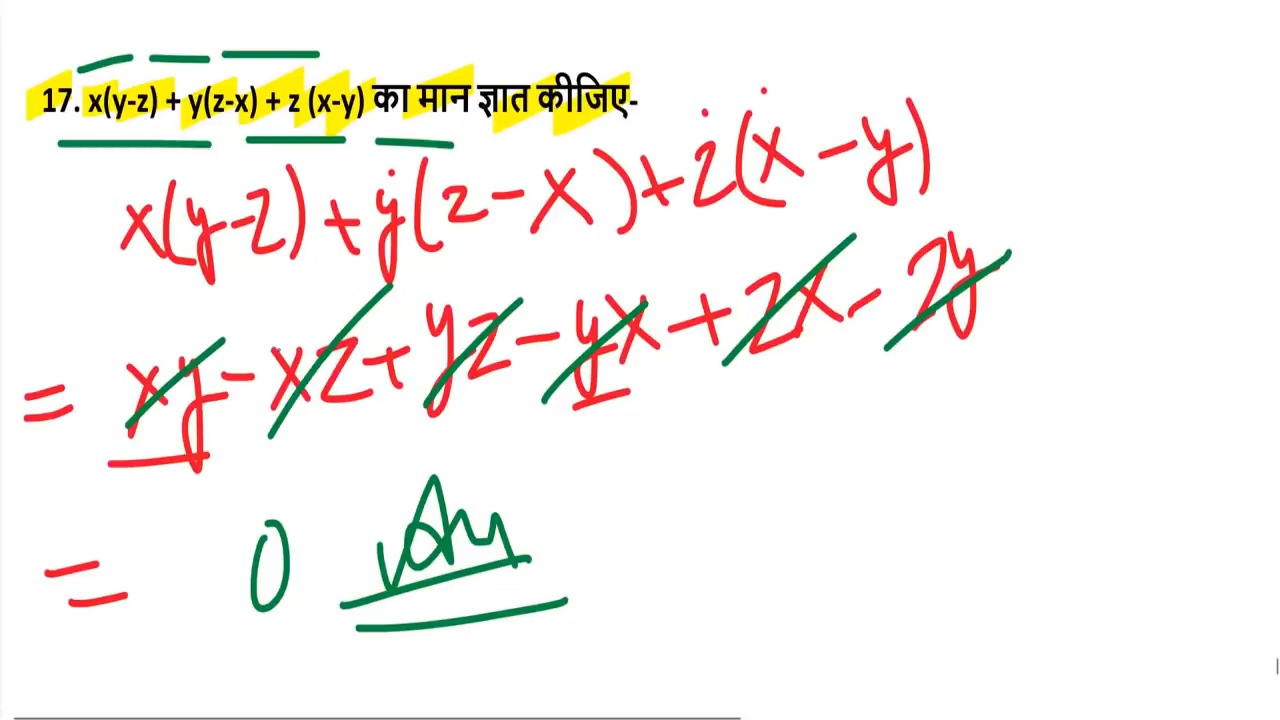 17. x(y-z) + y(z-x) + z (x-y) का मान ज्ञात कीजिए-
x(y-z) + y(z-x) + z(x-y)
= xy - xz + yz - yx + zx - zy
= 0 Ans